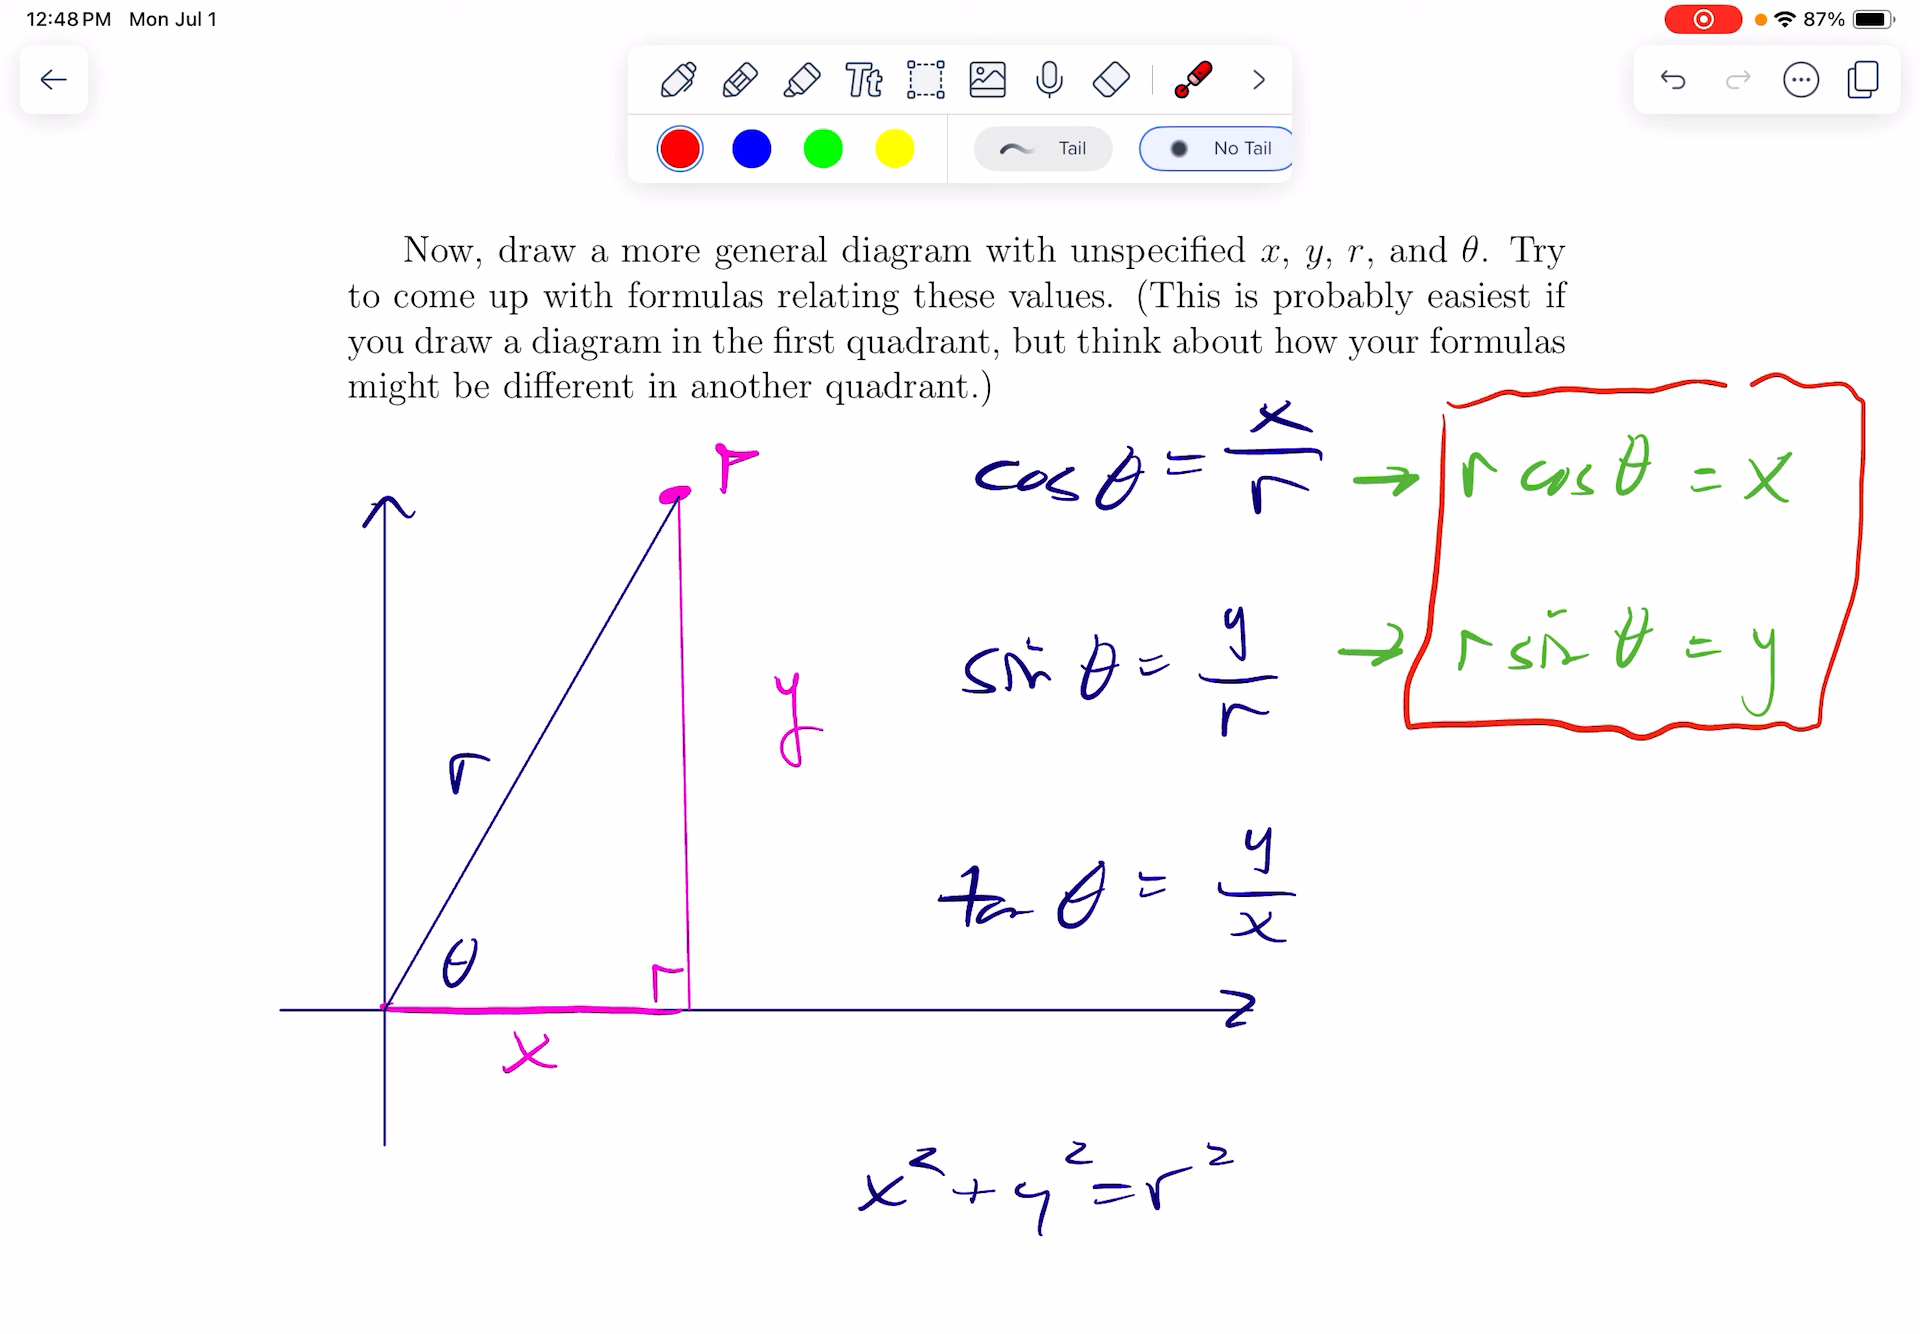 12:48 PM Mon Jul 1
87%
Tt
Tail
No Tail
Now, draw a more general diagram with unspecified x, y, r, and θ. Try
to come up with formulas relating these values. (This is probably easiest if
you draw a diagram in the first quadrant, but think about how your formulas
might be different in another quadrant.)
cos θ = x/r → r cos θ = x
sin θ = y/r → r sin θ = y
tan θ = y/x
P
y
r
θ
x
x² + y² = r²